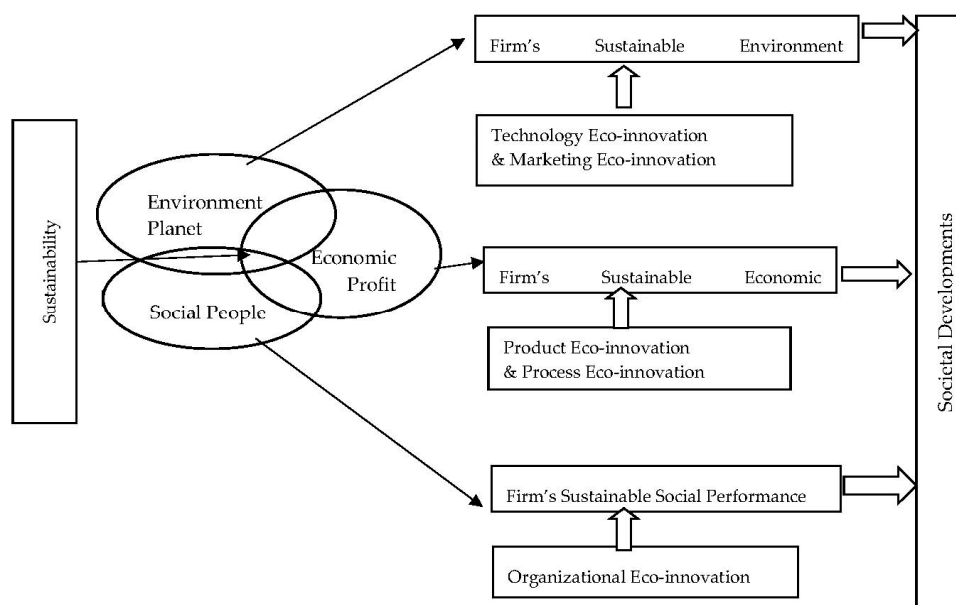 Sustainability
Environment
Planet
Economic
Profit
Social People
Firm's Sustainable Environment
Technology Eco-innovation
& Marketing Eco-innovation
Firm's Sustainable Economic
Product Eco-innovation
& Process Eco-innovation
Firm's Sustainable Social Performance
Organizational Eco-innovation
Societal Developments